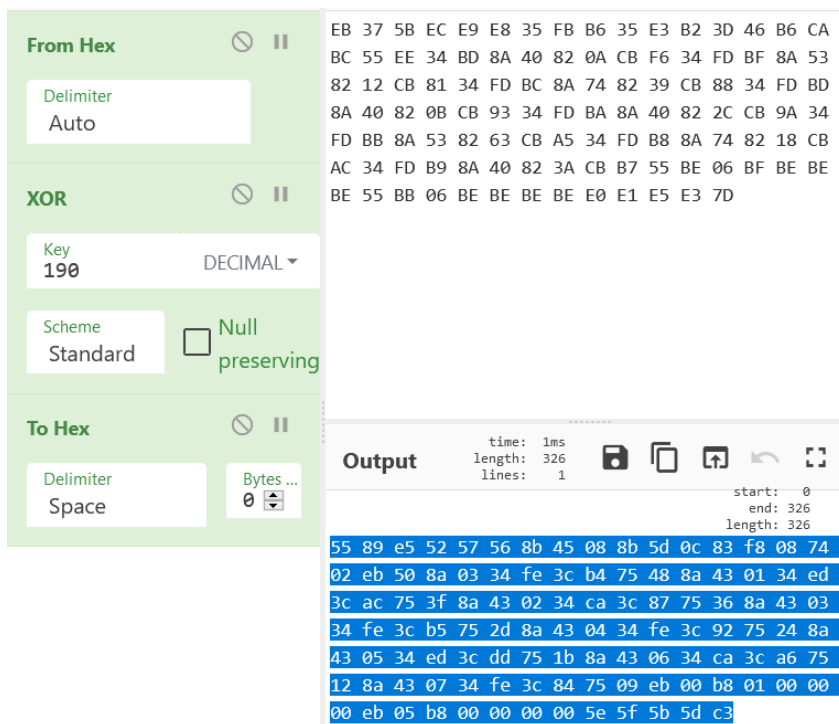 From Hex
Delimiter
Auto
XOR
Key
190
DECIMAL
Scheme
Standard
Null
preserving
To Hex
Delimiter
Space
Bytes ...
0
EB 37 5B EC E9 E8 35 FB B6 35 E3 B2 3D 46 B6 CA
BC 55 EE 34 BD 8A 40 82 0A CB F6 34 FD BF 8A 53
82 12 CB 81 34 FD BC 8A 74 82 39 CB 88 34 FD BD
8A 40 82 0B CB 93 34 FD BA 8A 40 82 2C CB 9A 34
FD BB 8A 53 82 63 CB A5 34 FD B8 8A 74 82 18 CB
AC 34 FD B9 8A 40 82 3A CB B7 55 BE 06 BF BE BE
BE 55 BB 06 BE BE BE BE E0 E1 E5 E3 7D
Output
time: 1ms
length: 326
lines: 1
start: 0
end: 326
length: 326
55 89 e5 52 57 56 8b 45 08 8b 5d 0c 83 f8 08 74
02 eb 50 8a 03 34 fe 3c b4 75 48 8a 43 01 34 ed
3c ac 75 3f 8a 43 02 34 ca 3c 87 75 36 8a 43 03
34 fe 3c b5 75 2d 8a 43 04 34 fe 3c 92 75 24 8a
43 05 34 ed 3c dd 75 1b 8a 43 06 34 ca 3c a6 75
12 8a 43 07 34 fe 3c 84 75 09 eb 00 b8 01 00 00
00 eb 05 b8 00 00 00 00 5e 5f 5b 5d c3